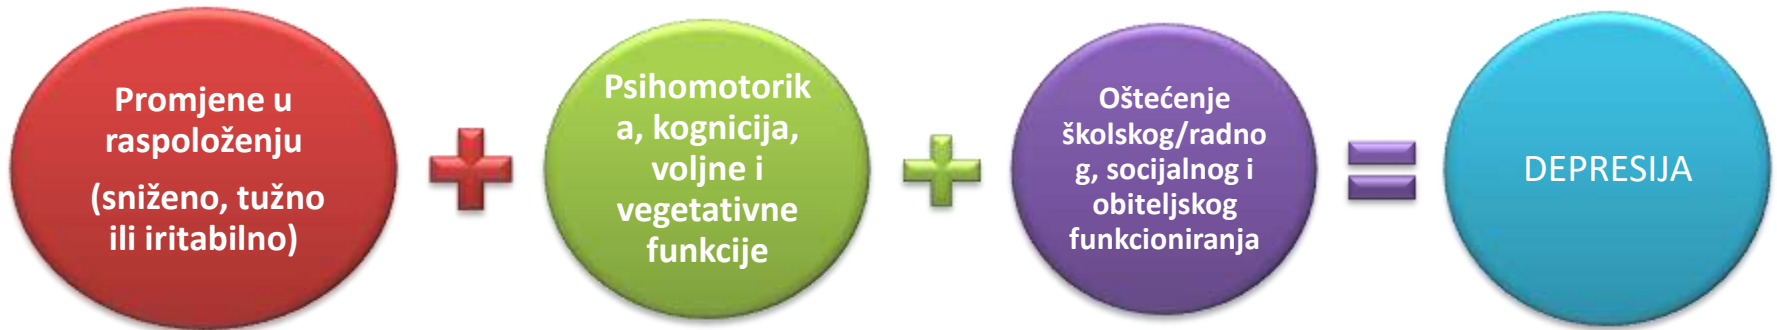 Promjene u
raspoloženju
(sniženo, tužno
ili iritabilno)
Psihomotorik
a, kognicija,
voljne i
vegetativne
funkcije
Oštećenje
školskog/radno
g, socijalnog i
obiteljskog
funkcioniranja
DEPRESIJA